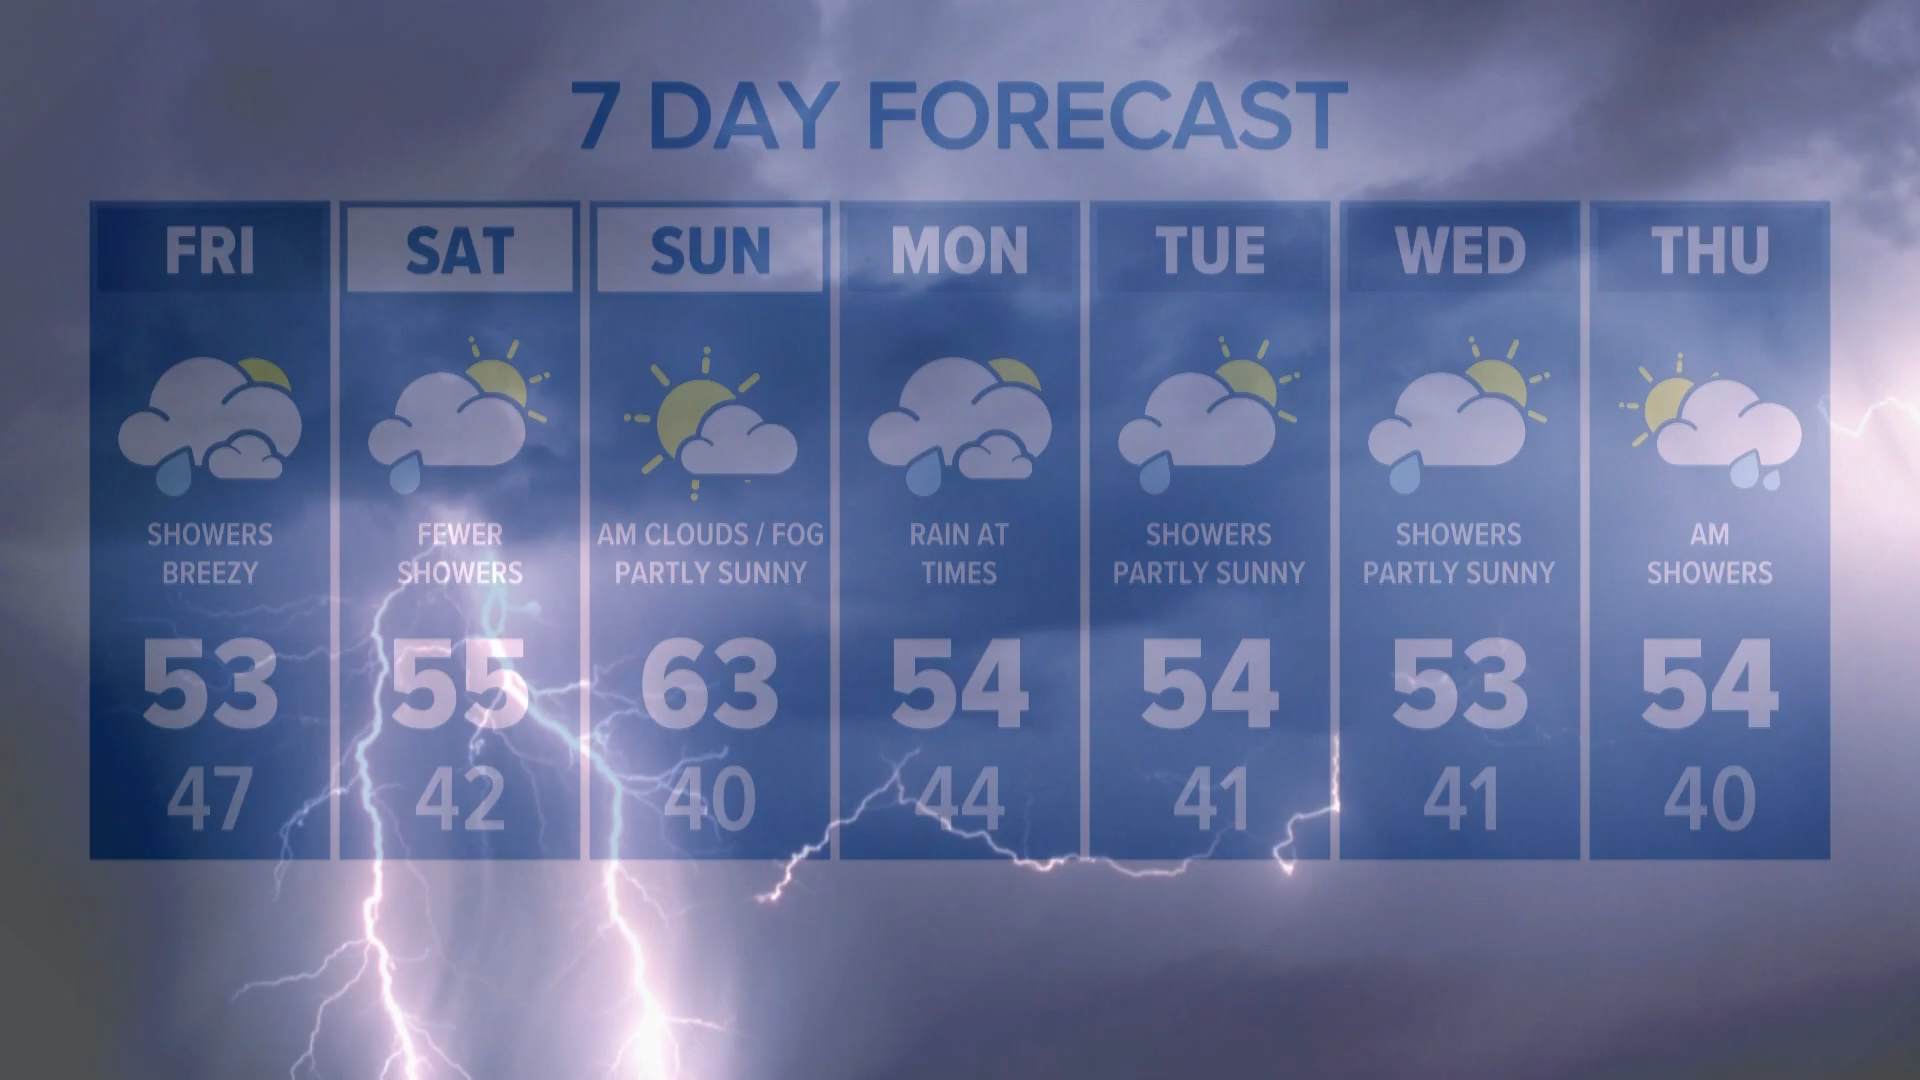 7 DAY FORECAST
FRI
SHOWERS
BREEZY
53
47
SAT
FEWER
SHOWERS
55
42
SUN
AM CLOUDS / FOG
PARTLY SUNNY
63
40
MON
RAIN AT
TIMES
54
44
TUE
SHOWERS
PARTLY SUNNY
54
41
WED
SHOWERS
PARTLY SUNNY
53
41
THU
AM
SHOWERS
54
40